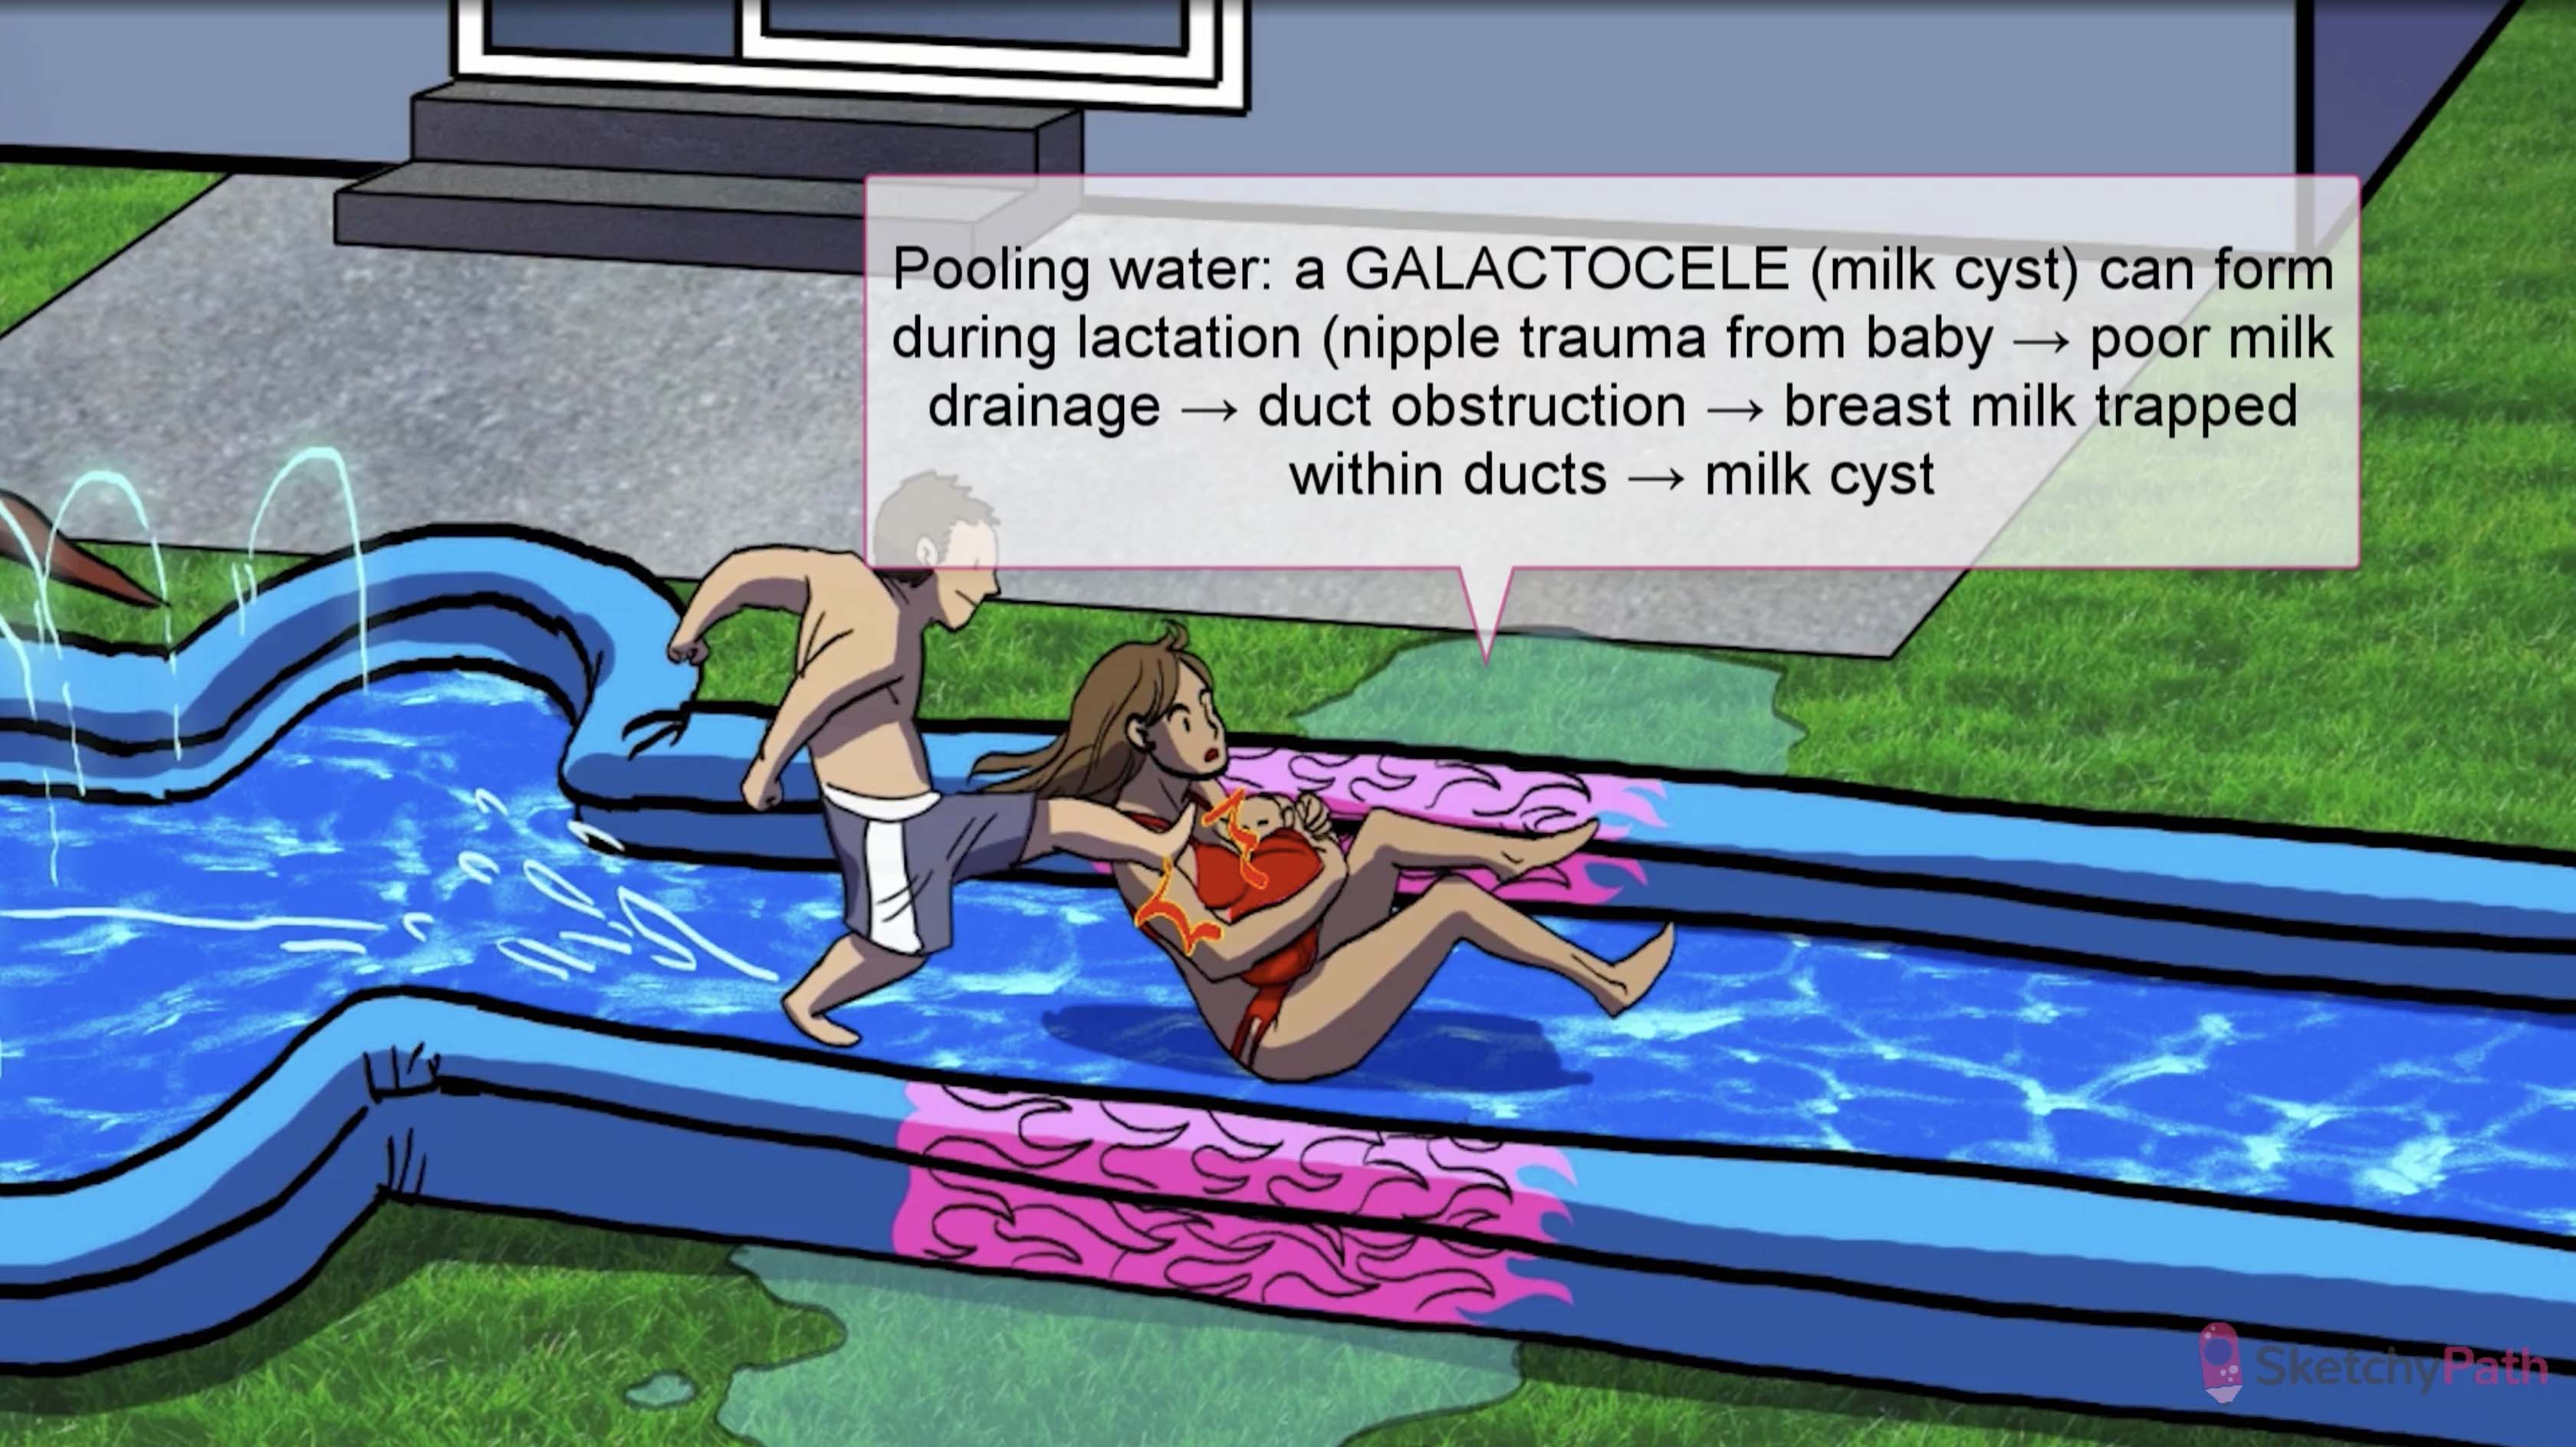 Pooling water: a GALACTOCELE (milk cyst) can form
during lactation (nipple trauma from baby → poor milk
drainage → duct obstruction → breast milk trapped
within ducts → milk cyst
SketchyPath